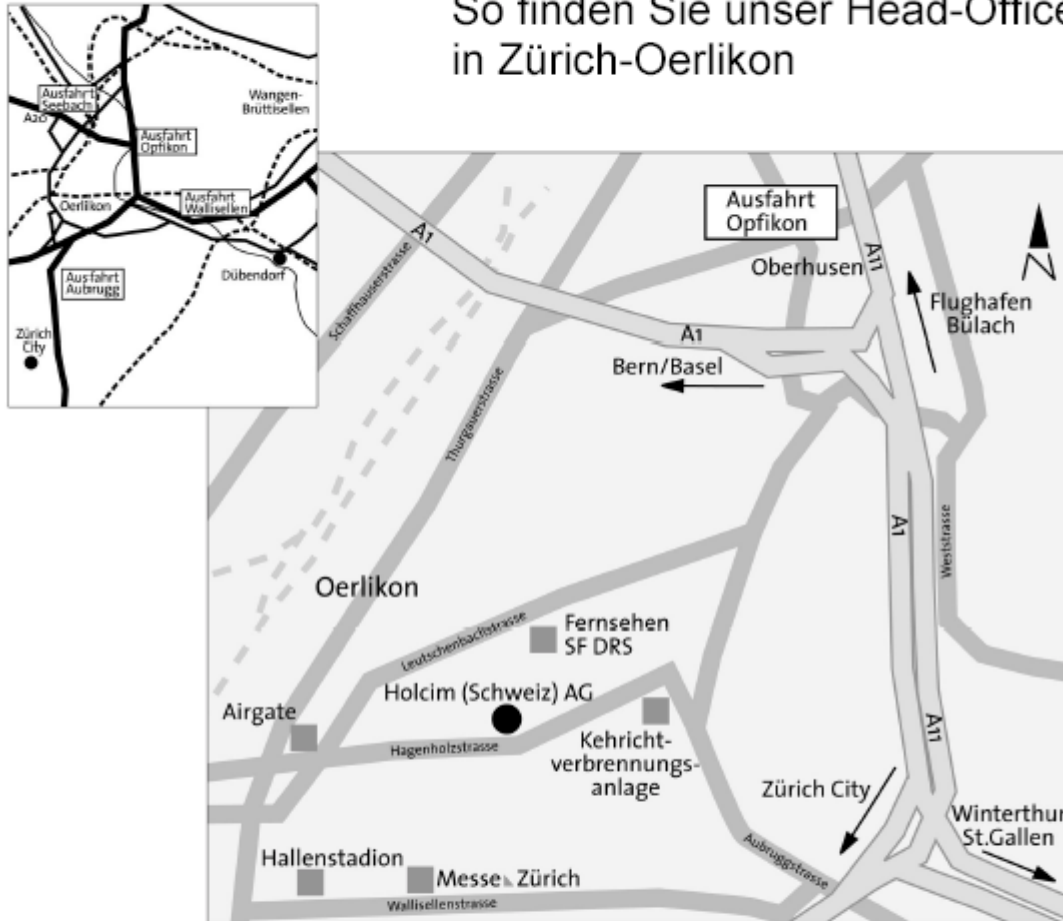 So finden Sie unser Head-Office
in Zürich-Oerlikon
Ausfahrt
Seebach
A20
Wangen-
Brüttisellen
Ausfahrt
Opfikon
Oerlikon
Ausfahrt
Wallisellen
Ausfahrt
Aubrugg
Dübendorf
Zürich
City
Ausfahrt
Opfikon
A1
A11
Oberhusen
N
Schaffhauserstrasse
Flughafen
Bülach
A1
Bern/Basel
Thurgauerstrasse
A1
Weststrasse
Oerlikon
Leutschenbachstrasse
Fernsehen
SF DRS
Holcim (Schweiz) AG
Airgate
Hagenholzstrasse
Kehricht-
verbrennungs-
anlage
A11
Zürich City
Winterthur
St.Gallen
Aubruggstrasse
Hallenstadion
Messe Zürich
Wallisellenstrasse